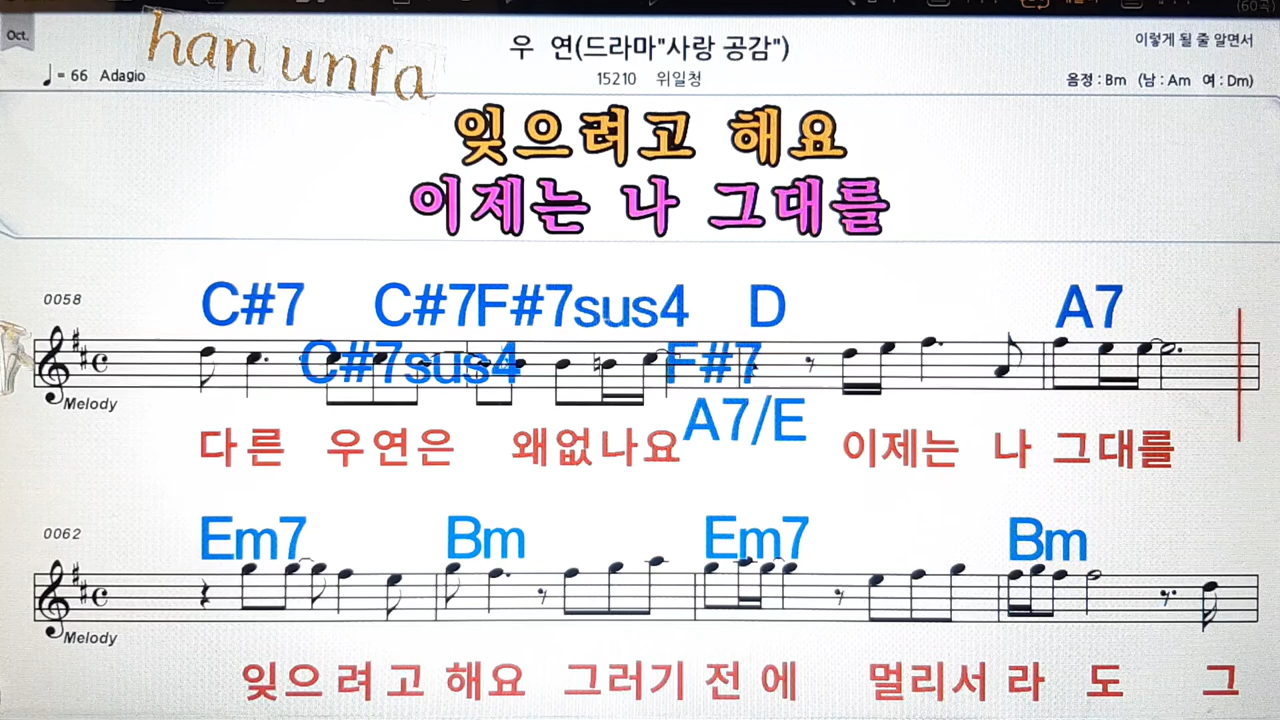 (60곡)
Oct.
han unfa
우 연(드라마"사랑 공감")
이렇게 될 줄 알면서
♩= 66 Adagio
15210 위일청
음정 : Bm (남 : Am 여 : Dm)
잊으려고 해요
이제는 나 그대를
0058
C#7 C#7 F#7sus4 D A7
C#7sus4 F#7
Melody
A7/E
다른 우연은 왜없나요 이제는 나 그대를
0062
Em7 Bm Em7 Bm
Melody
잊으려고 해요 그러기 전에 멀리서라도 그